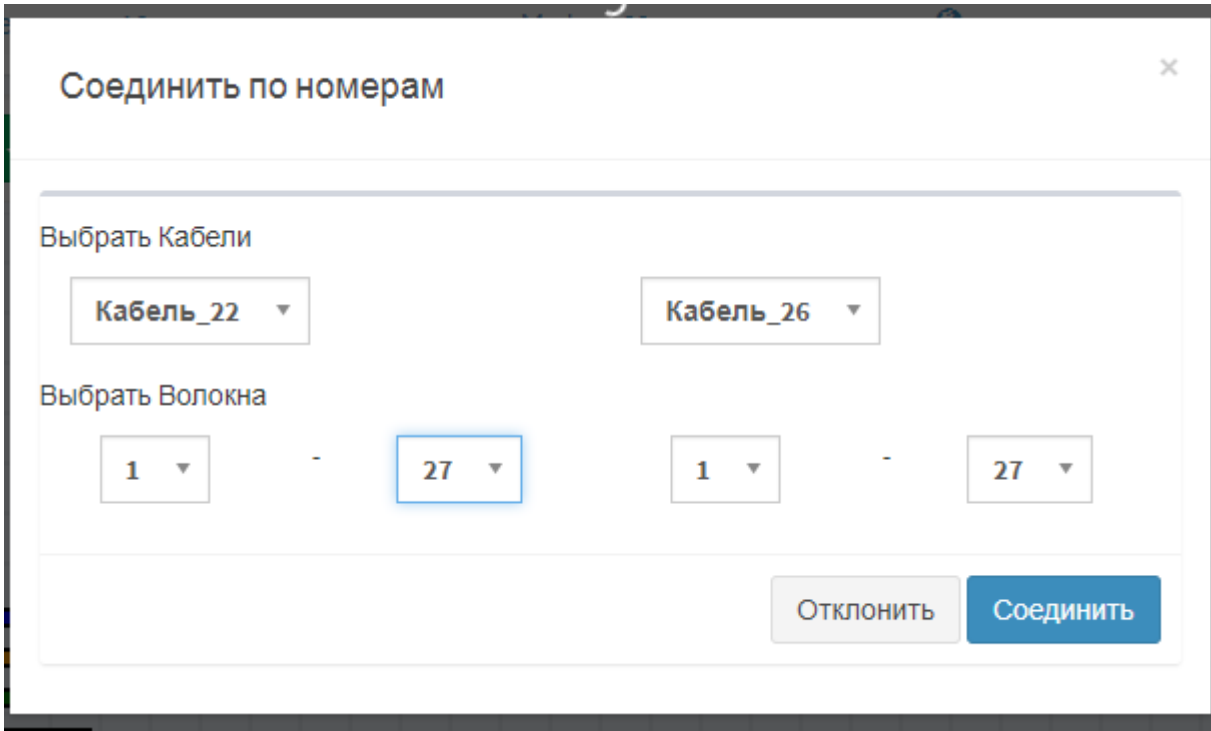 Соединить по номерам
×
Выбрать Кабели
Кабель_22 Кабель_26
Выбрать Волокна
1 - 27 1 - 27
Отклонить Соединить